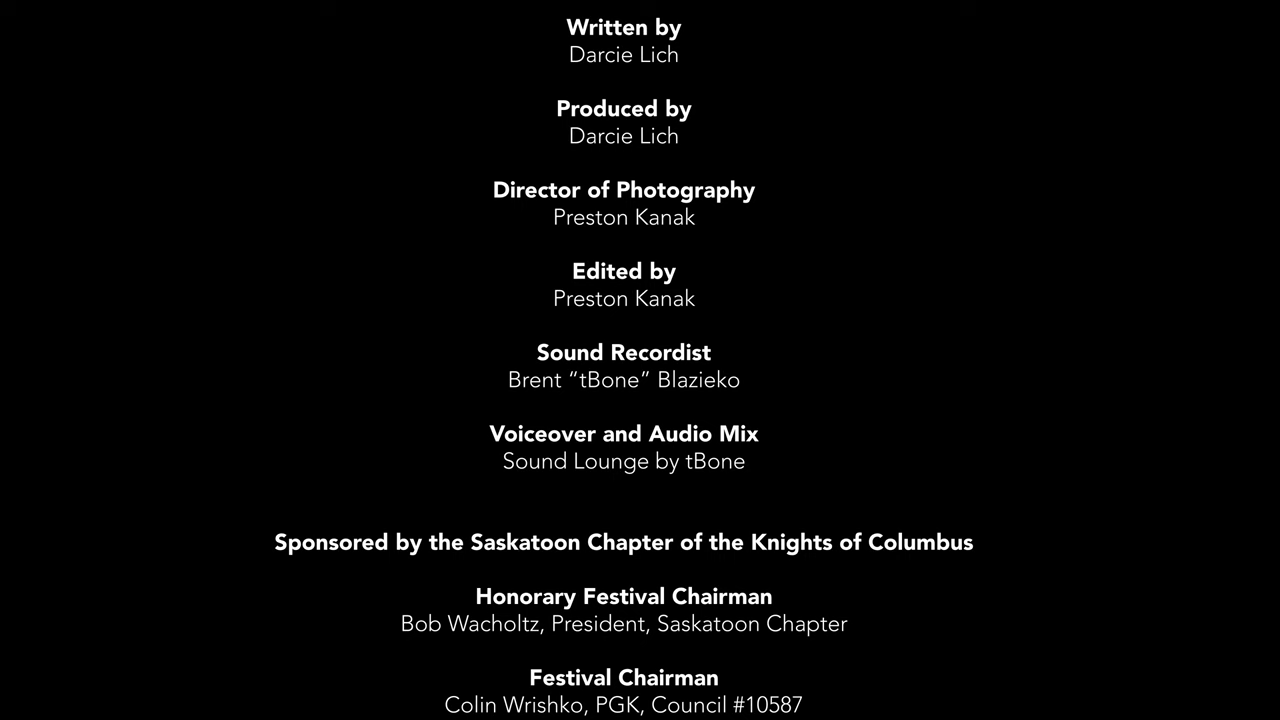 Written by
Darcie Lich
Produced by
Darcie Lich
Director of Photography
Preston Kanak
Edited by
Preston Kanak
Sound Recordist
Brent “tBone” Blazieko
Voiceover and Audio Mix
Sound Lounge by tBone
Sponsored by the Saskatoon Chapter of the Knights of Columbus
Honorary Festival Chairman
Bob Wacholtz, President, Saskatoon Chapter
Festival Chairman
Colin Wrishko, PGK, Council #10587